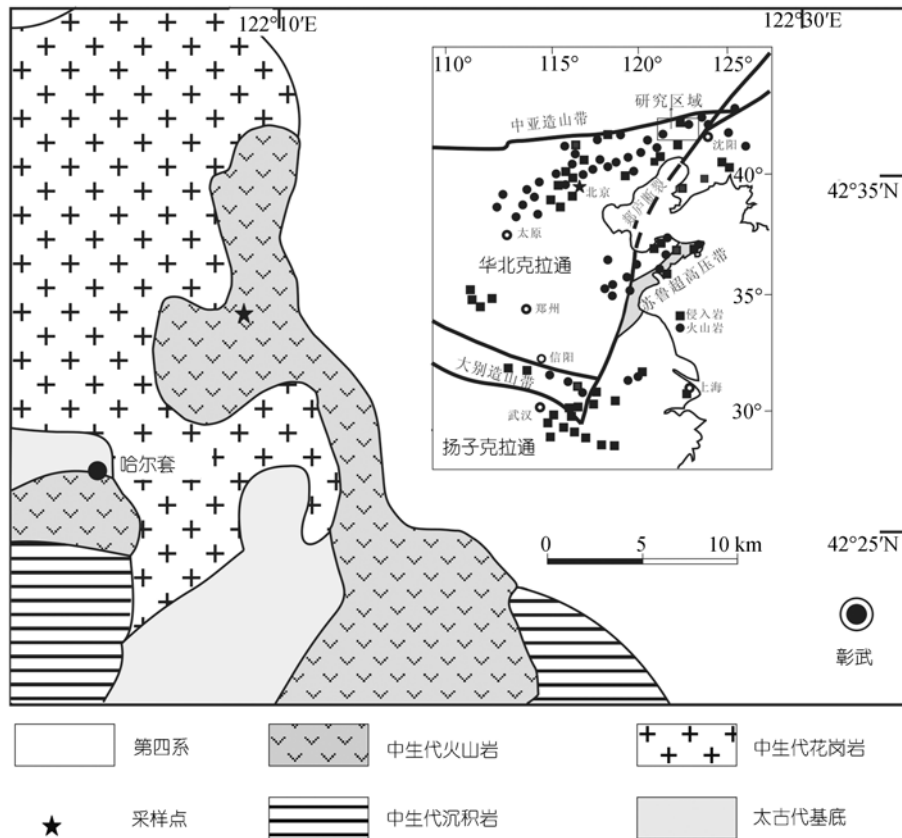 122°10′E
122°30′E
110°
115°
120°
125°
研究区域
中亚造山带
沈阳
40°
42°35′N
北京
郯庐断裂
太原
华北克拉通
苏鲁超高压带
35°
郑州
侵入岩
火山岩
信阳
大别造山带
上海
武汉
30°
扬子克拉通
哈尔套
0 5 10 km
42°25′N
彰武
第四系
中生代火山岩
中生代花岗岩
采样点
中生代沉积岩
太古代基底